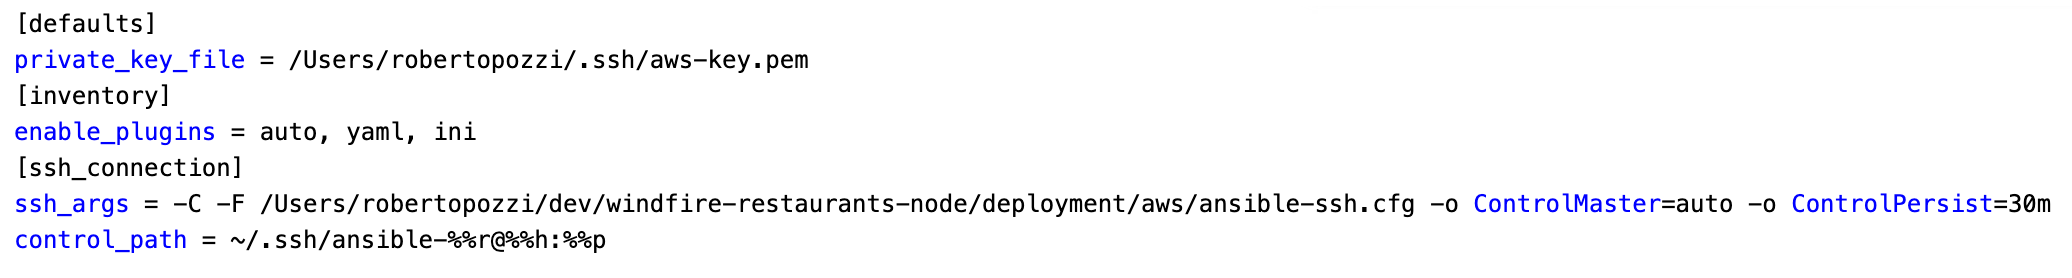 [defaults]
private_key_file = /Users/robertopozzi/.ssh/aws-key.pem
[inventory]
enable_plugins = auto, yaml, ini
[ssh_connection]
ssh_args = -C -F /Users/robertopozzi/dev/windfire-restaurants-node/deployment/aws/ansible-ssh.cfg -o ControlMaster=auto -o ControlPersist=30m
control_path = ~/.ssh/ansible-%%r@%%h:%%p